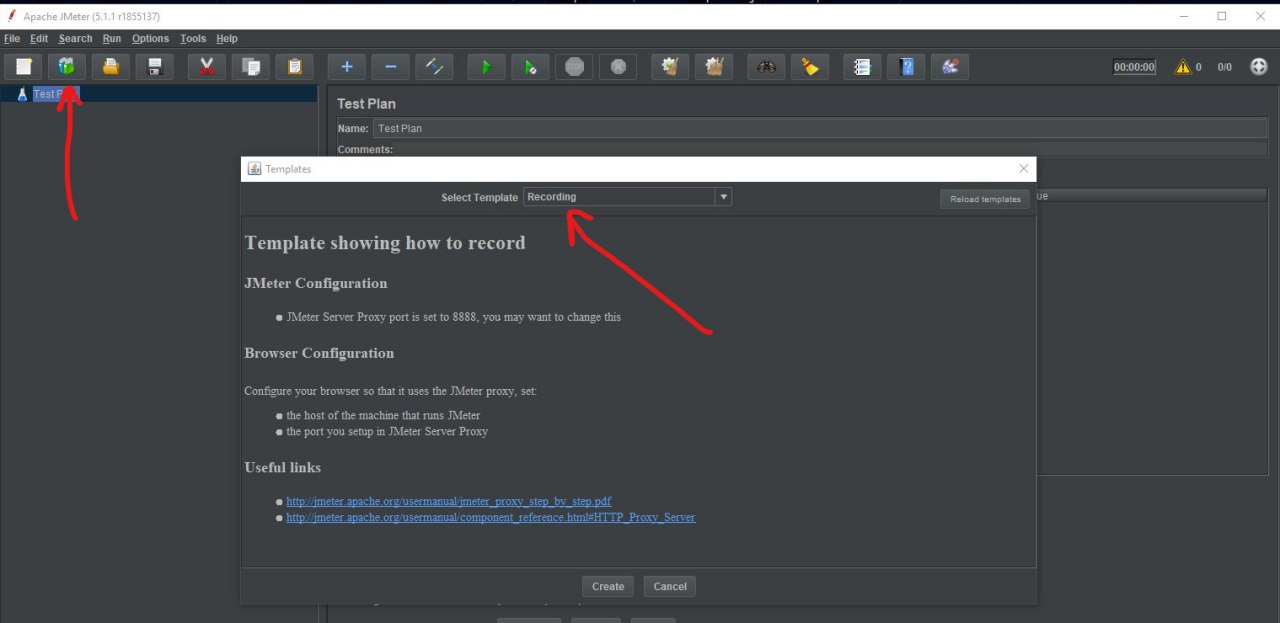 Apache JMeter (5.1.1 r1855137)
File Edit Search Run Options Tools Help
00:00:00 0 0/0
Test
Test Plan
Name: Test Plan
Comments:
Templates
Select Template Recording
Reload templates
ue
Template showing how to record
JMeter Configuration
JMeter Server Proxy port is set to 8888, you may want to change this
Browser Configuration
Configure your browser so that it uses the JMeter proxy, set:
the host of the machine that runs JMeter
the port you setup in JMeter Server Proxy
Useful links
http://jmeter.apache.org/usermanual/jmeter_proxy_step_by_step.pdf
http://jmeter.apache.org/usermanual/component_reference.html#HTTP_Proxy_Server
Create Cancel